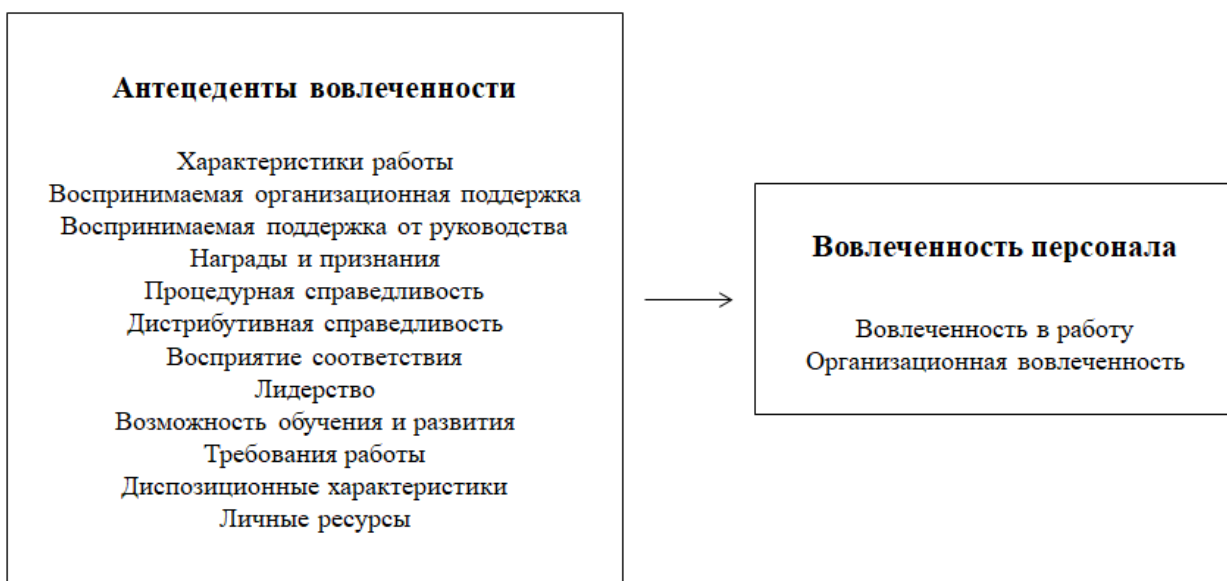 Антецеденты вовлеченности
Характеристики работы
Воспринимаемая организационная поддержка
Воспринимаемая поддержка от руководства
Награды и признания
Процедурная справедливость
Дистрибутивная справедливость
Восприятие соответствия
Лидерство
Возможность обучения и развития
Требования работы
Диспозиционные характеристики
Личные ресурсы
Вовлеченность персонала
Вовлеченность в работу
Организационная вовлеченность